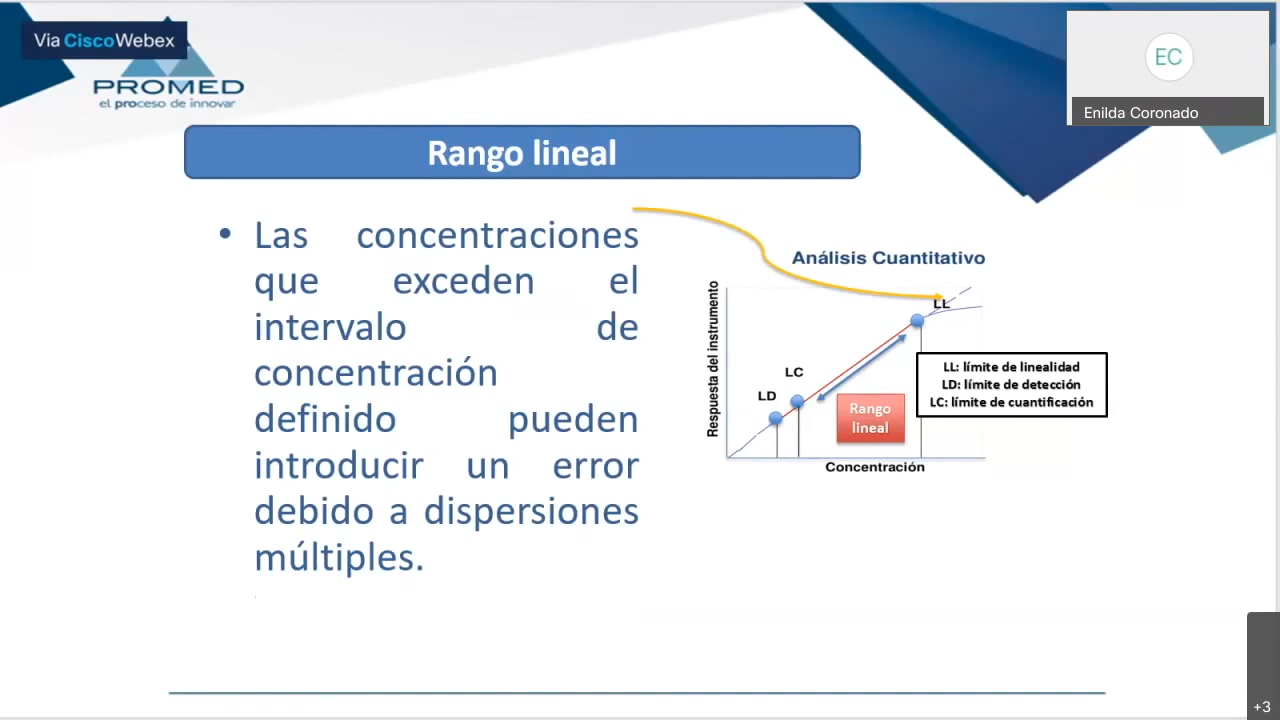 Via Cisco Webex
PROMED
el proceso de innovar
EC
Enilda Coronado
Rango lineal
• Las concentraciones
que exceden el
intervalo de
concentración
definido pueden
introducir un error
debido a dispersiones
múltiples.
Análisis Cuantitativo
Respuesta del instrumento
LL
LC
LD
Rango
lineal
LL: límite de linealidad
LD: límite de detección
LC: límite de cuantificación
Concentración
+3